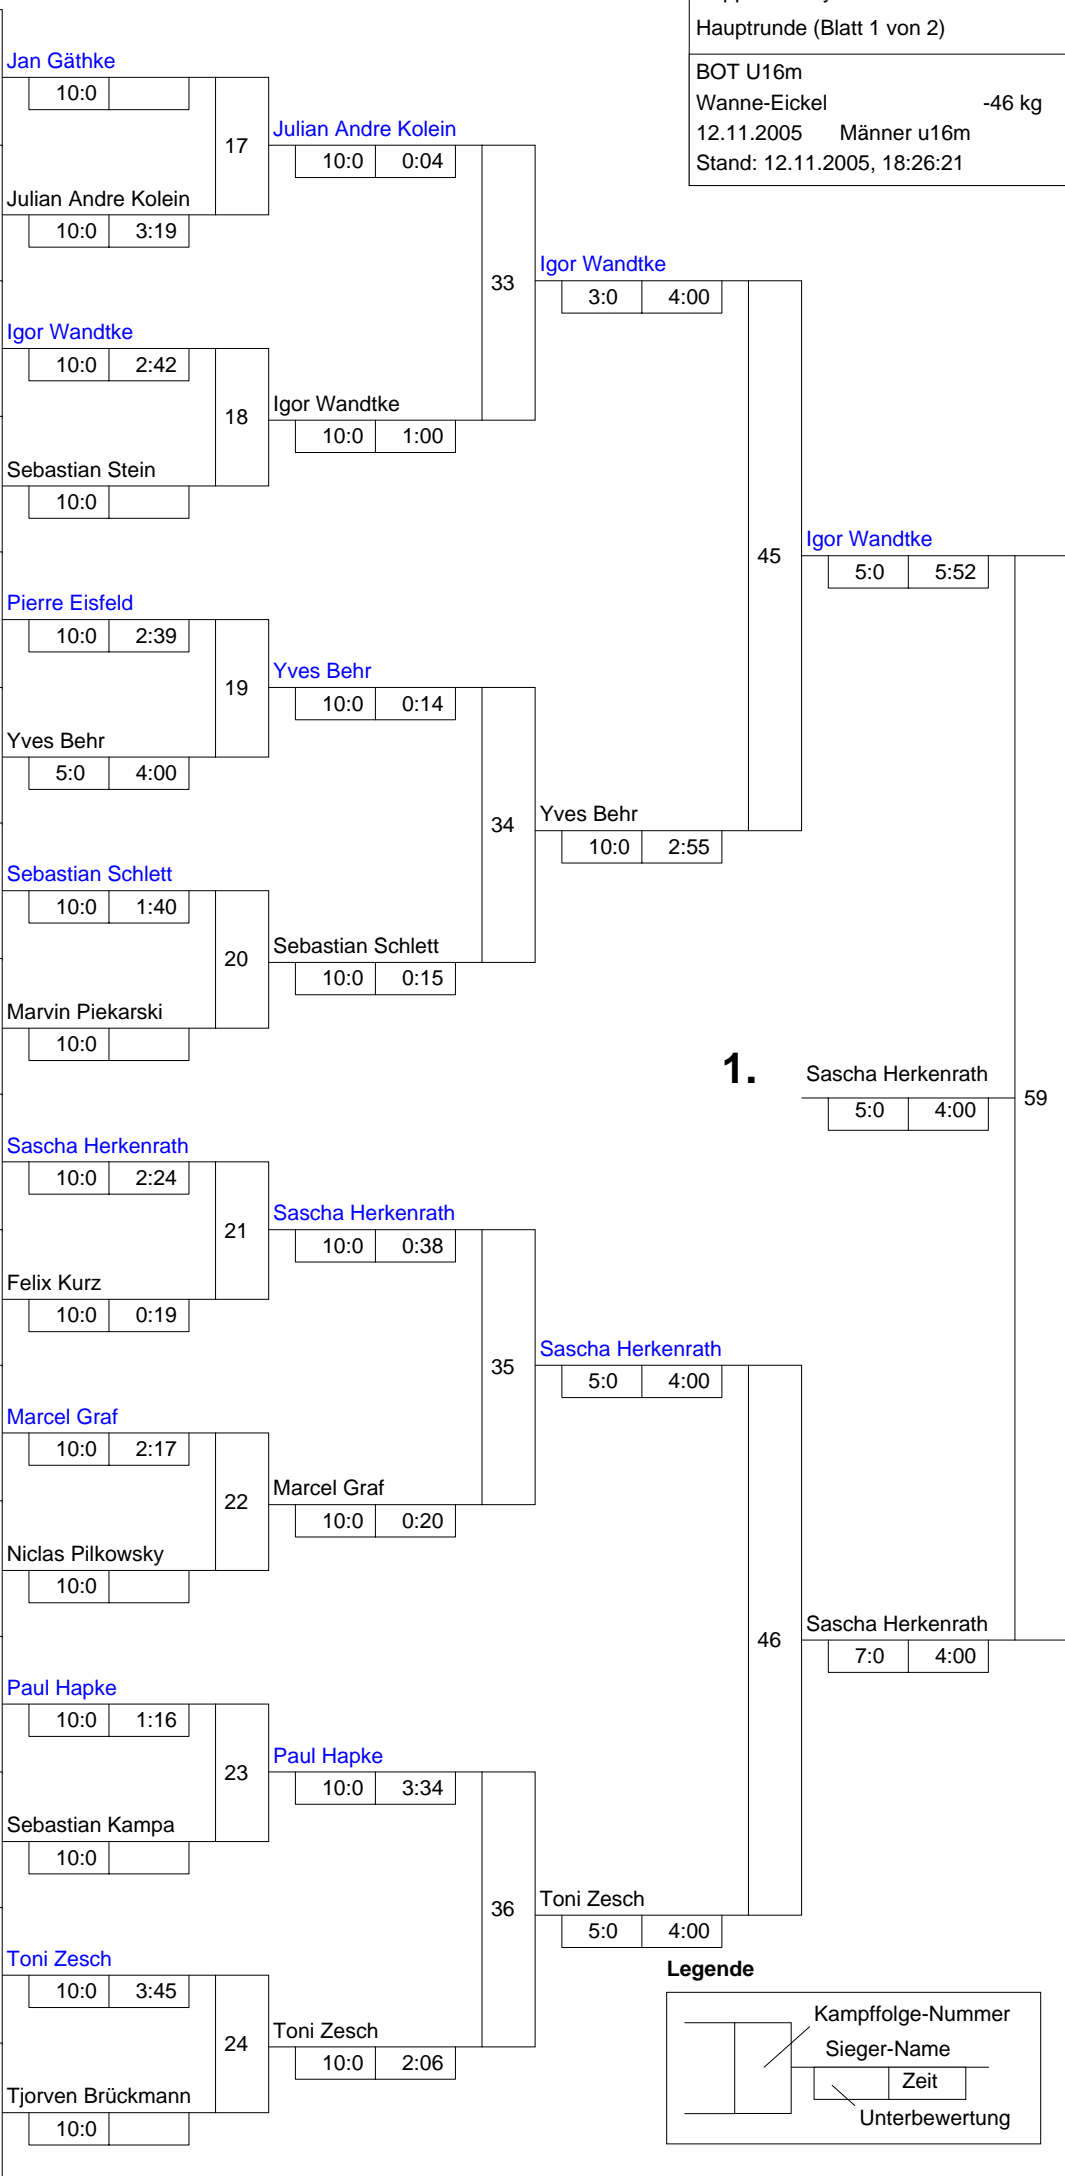 Hauptrunde (Blatt 1 von 2)
BOT U16m
Wanne-Eickel -46 kg
12.11.2005 Männer u16m
Stand: 12.11.2005, 18:26:21
Jan Gäthke
10:0
17
Julian Andre Kolein
10:0 0:04
Julian Andre Kolein
10:0 3:19
33
Igor Wandtke
3:0 4:00
Igor Wandtke
10:0 2:42
18
Igor Wandtke
10:0 1:00
Sebastian Stein
10:0
45
Igor Wandtke
5:0 5:52
Pierre Eisfeld
10:0 2:39
19
Yves Behr
10:0 0:14
Yves Behr
5:0 4:00
34
Yves Behr
10:0 2:55
Sebastian Schlett
10:0 1:40
20
Sebastian Schlett
10:0 0:15
Marvin Piekarski
10:0
1. Sascha Herkenrath
5:0 4:00
59
Sascha Herkenrath
10:0 2:24
21
Sascha Herkenrath
10:0 0:38
Felix Kurz
10:0 0:19
35
Sascha Herkenrath
5:0 4:00
Marcel Graf
10:0 2:17
22
Marcel Graf
10:0 0:20
Niclas Pilkowsky
10:0
46
Sascha Herkenrath
7:0 4:00
Paul Hapke
10:0 1:16
23
Paul Hapke
10:0 3:34
Sebastian Kampa
10:0
36
Toni Zesch
5:0 4:00
Toni Zesch
10:0 3:45
24
Toni Zesch
10:0 2:06
Tjorven Brückmann
10:0
Legende
Kampffolge-Nummer
Sieger-Name
Zeit
Unterbewertung